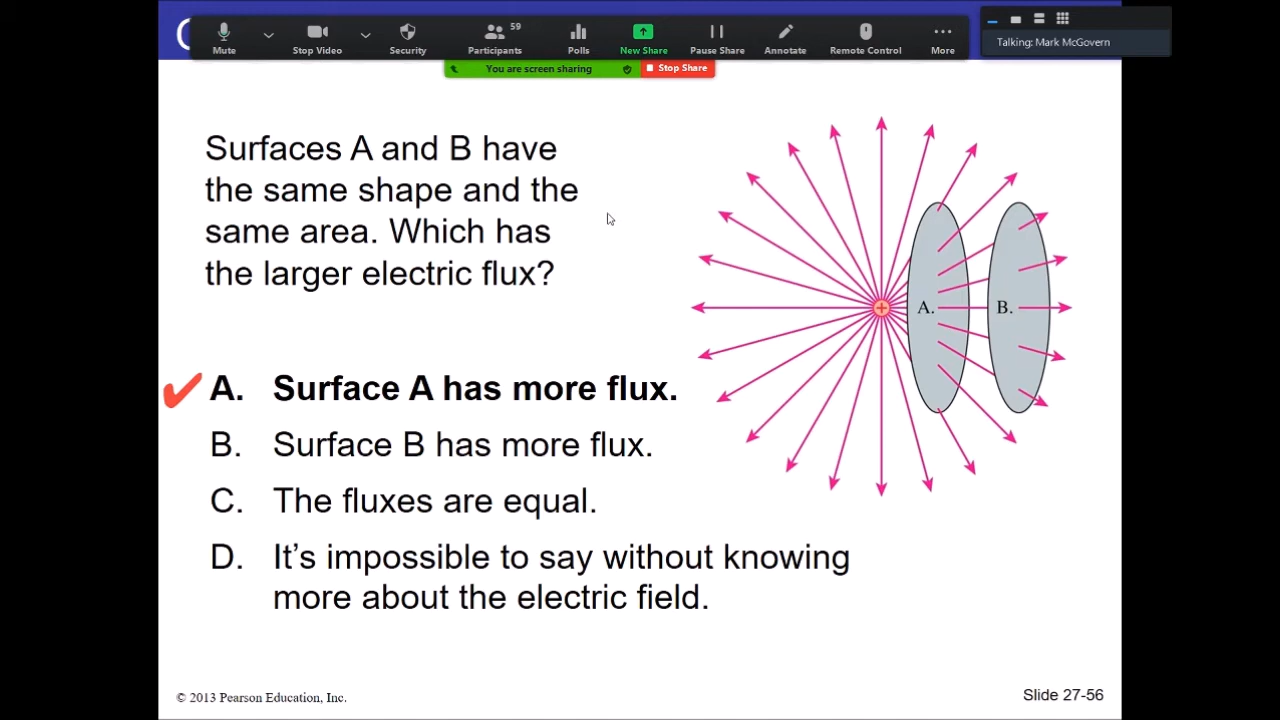 Mute
Stop Video
Security
Participants
59
Polls
New Share
Pause Share
Annotate
Remote Control
More
Talking: Mark McGovern
You are screen sharing
Stop Share
Surfaces A and B have
the same shape and the
same area. Which has
the larger electric flux?
+
A.
B.
A. Surface A has more flux.
B. Surface B has more flux.
C. The fluxes are equal.
D. It’s impossible to say without knowing
more about the electric field.
© 2013 Pearson Education, Inc.
Slide 27-56